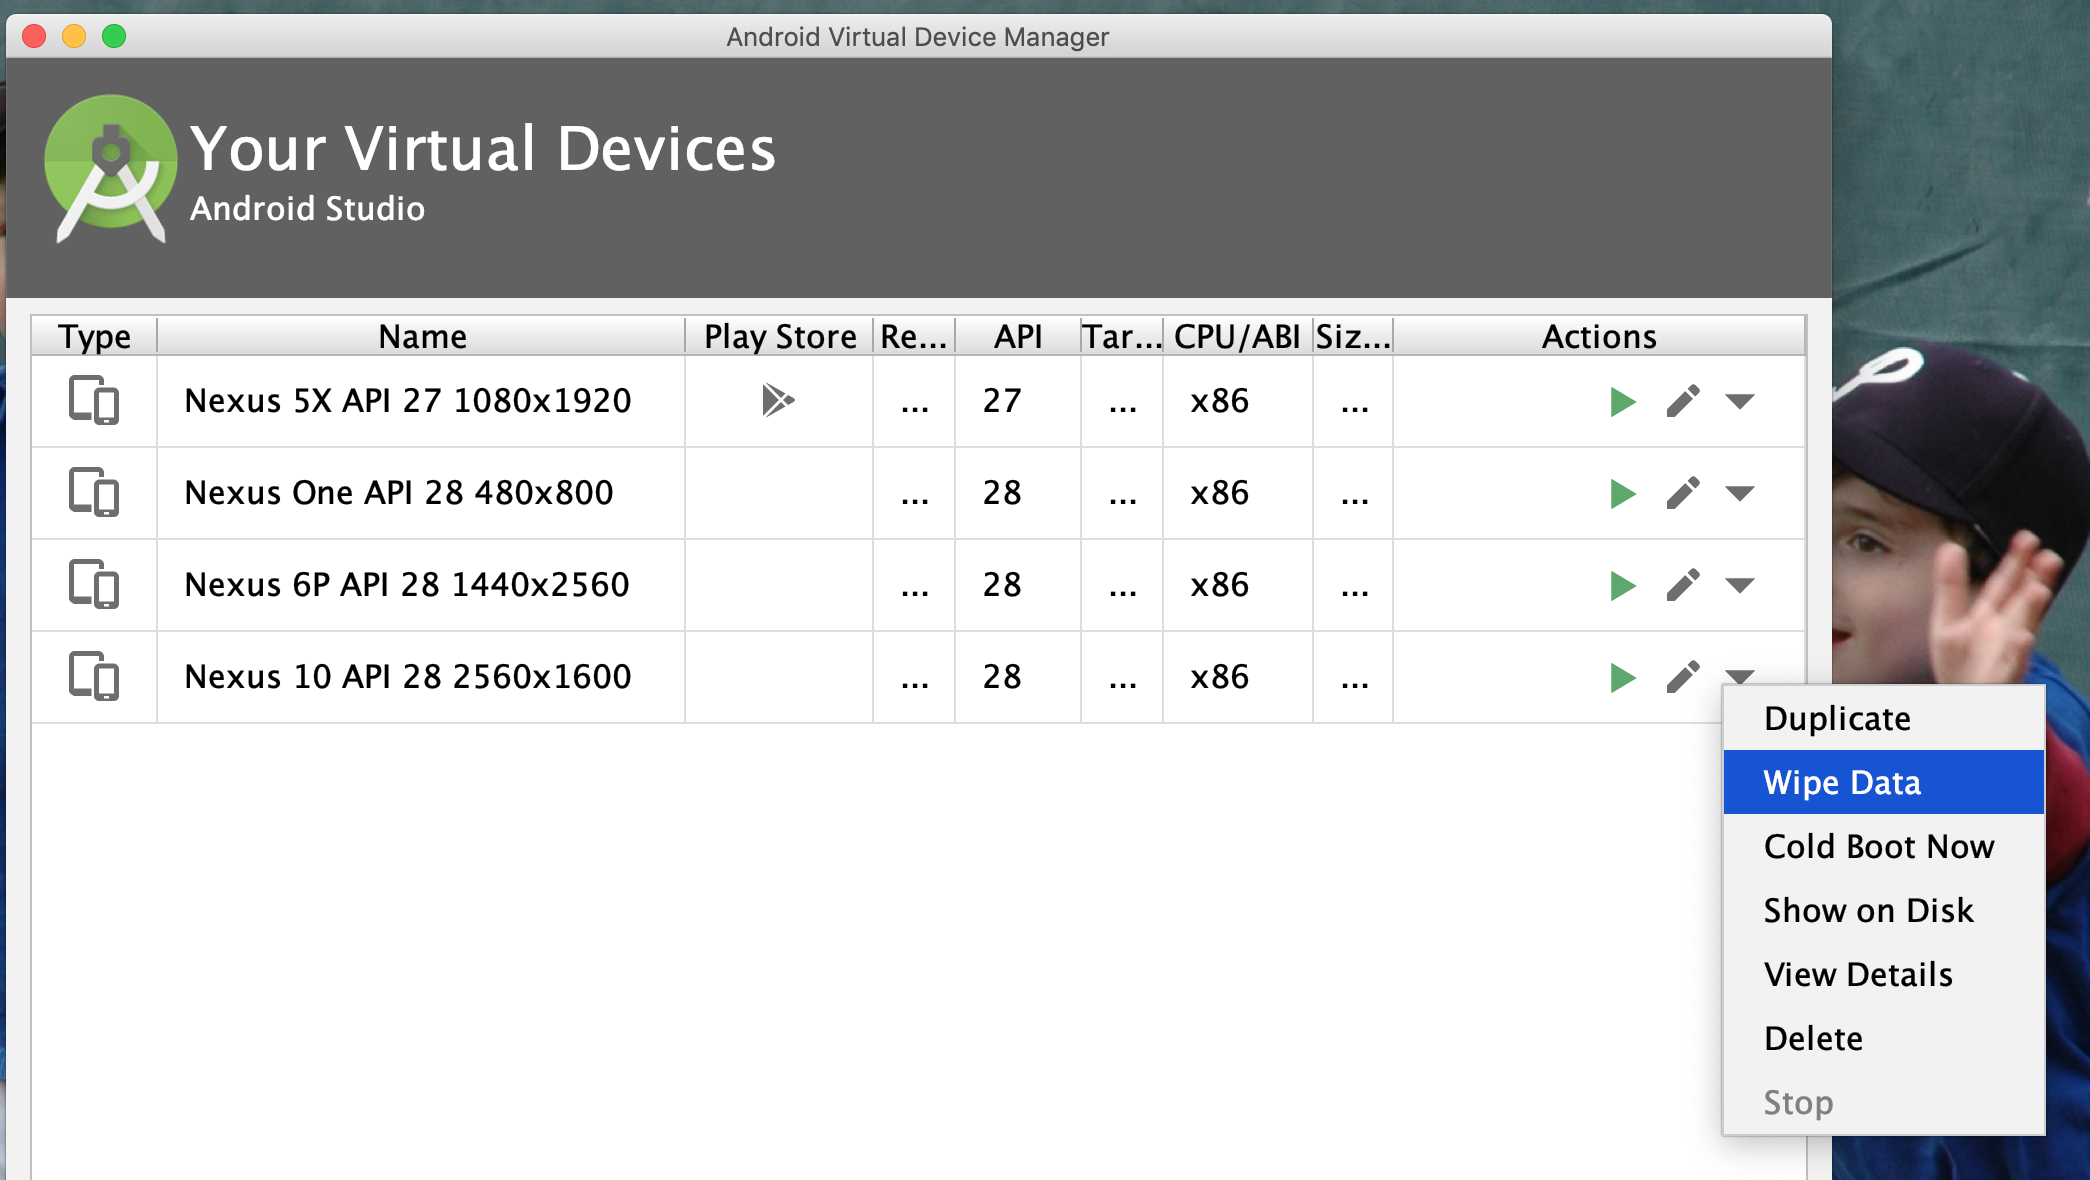 Android Virtual Device Manager
Your Virtual Devices
Android Studio
Type Name Play Store Re... API Tar... CPU/ABI Siz... Actions
Nexus 5X API 27 1080x1920 ... 27 ... x86 ...
Nexus One API 28 480x800 ... 28 ... x86 ...
Nexus 6P API 28 1440x2560 ... 28 ... x86 ...
Nexus 10 API 28 2560x1600 ... 28 ... x86 ...
Duplicate
Wipe Data
Cold Boot Now
Show on Disk
View Details
Delete
Stop